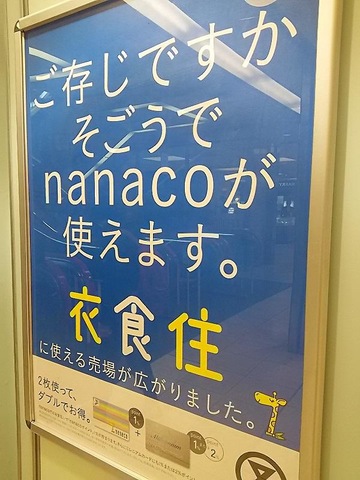 ご存じですか
そごうで
nanacoが
使えます。
衣食住
に使える売場が広がりました。
2枚使って、
ダブルでお得。